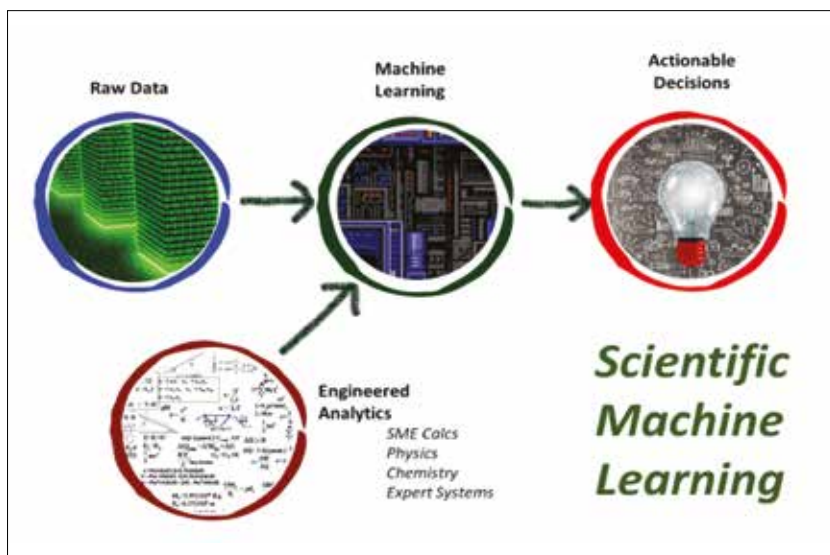 Raw Data
Machine
Learning
Actionable
Decisions
Engineered
Analytics
SME Calcs
Physics
Chemistry
Expert Systems
Scientific
Machine
Learning